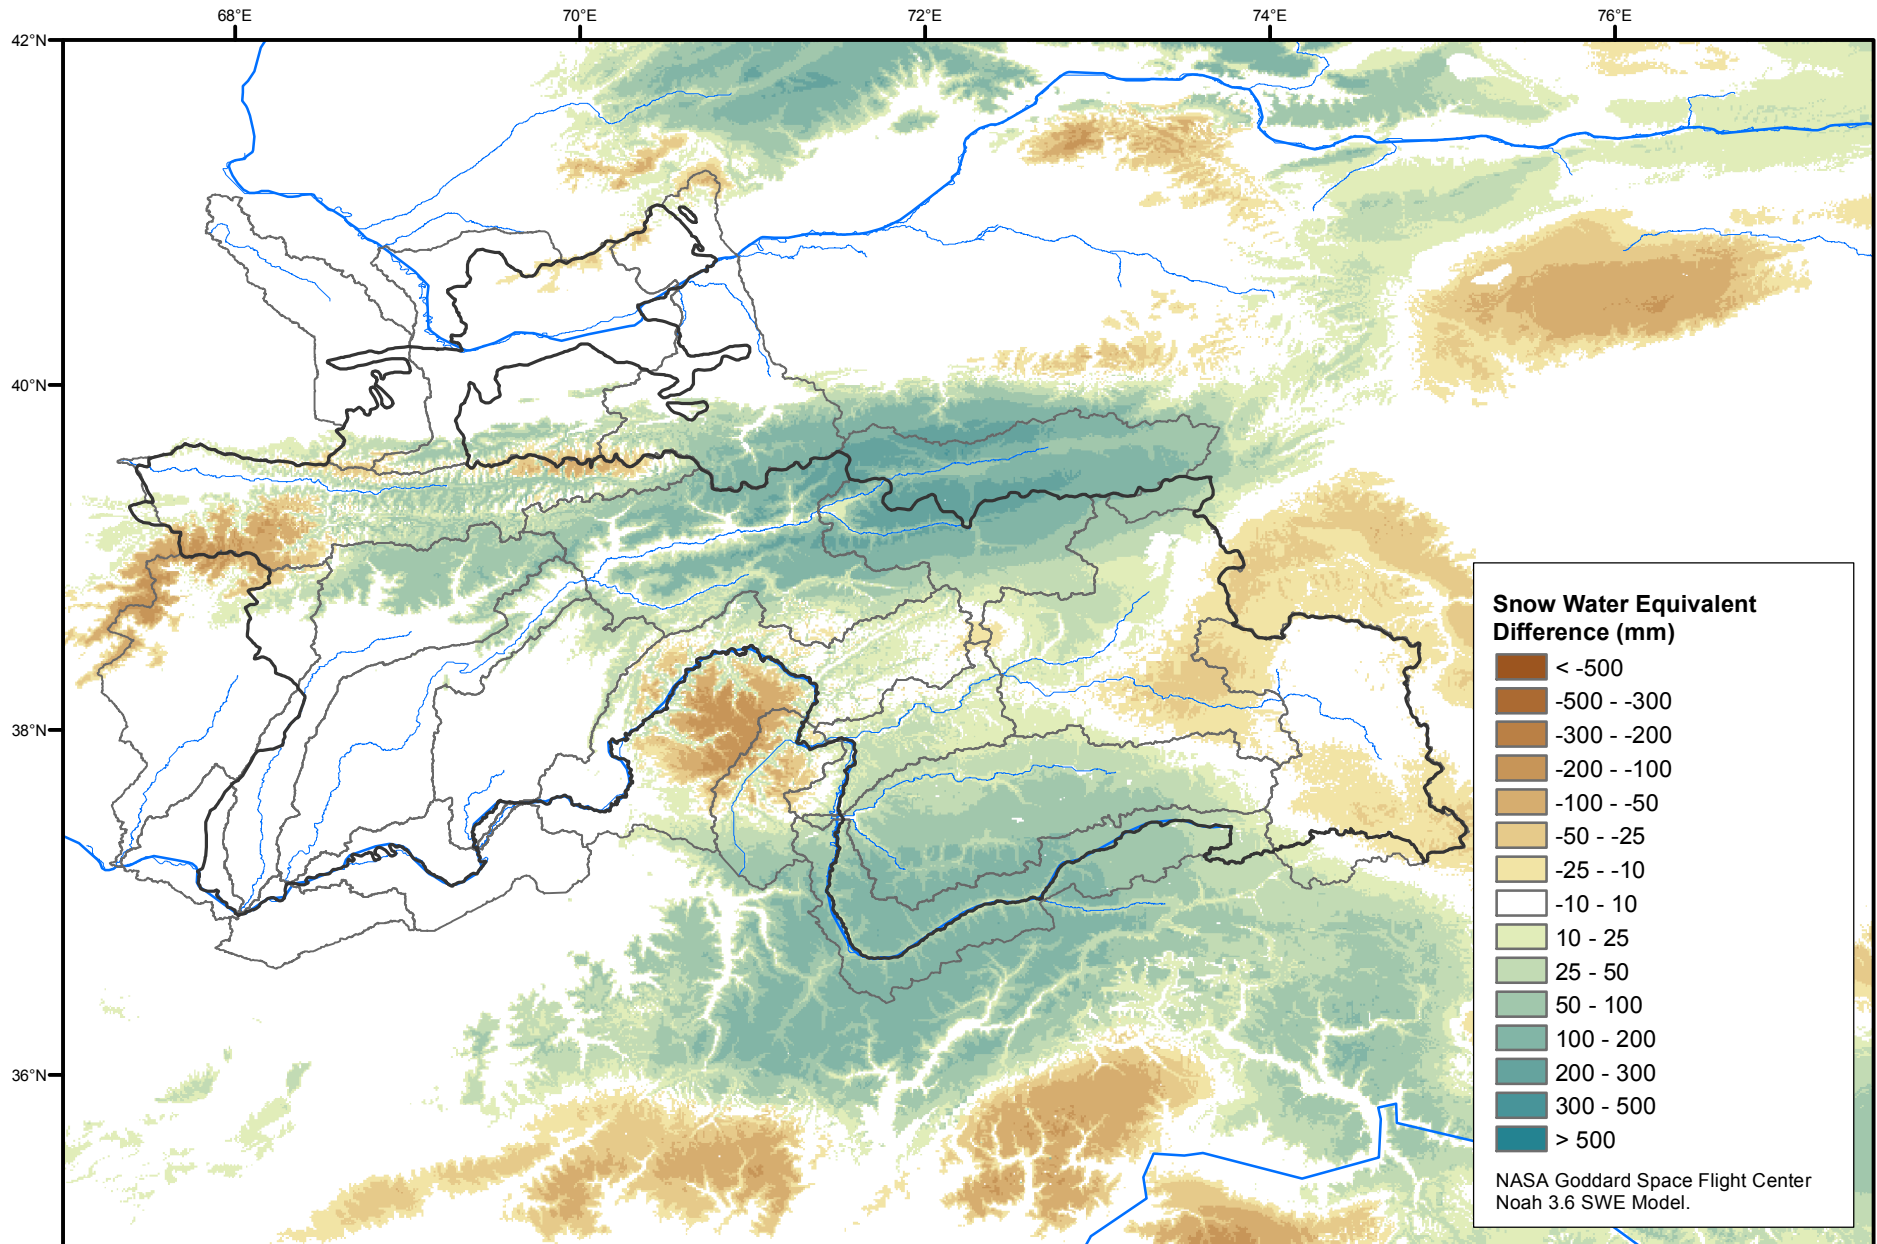 68°E
70°E
72°E
74°E
76°E
42°N
40°N
38°N
36°N
Snow Water Equivalent
Difference (mm)
< -500
-500 - -300
-300 - -200
-200 - -100
-100 - -50
-50 - -25
-25 - -10
-10 - 10
10 - 25
25 - 50
50 - 100
100 - 200
200 - 300
300 - 500
> 500
NASA Goddard Space Flight Center
Noah 3.6 SWE Model.